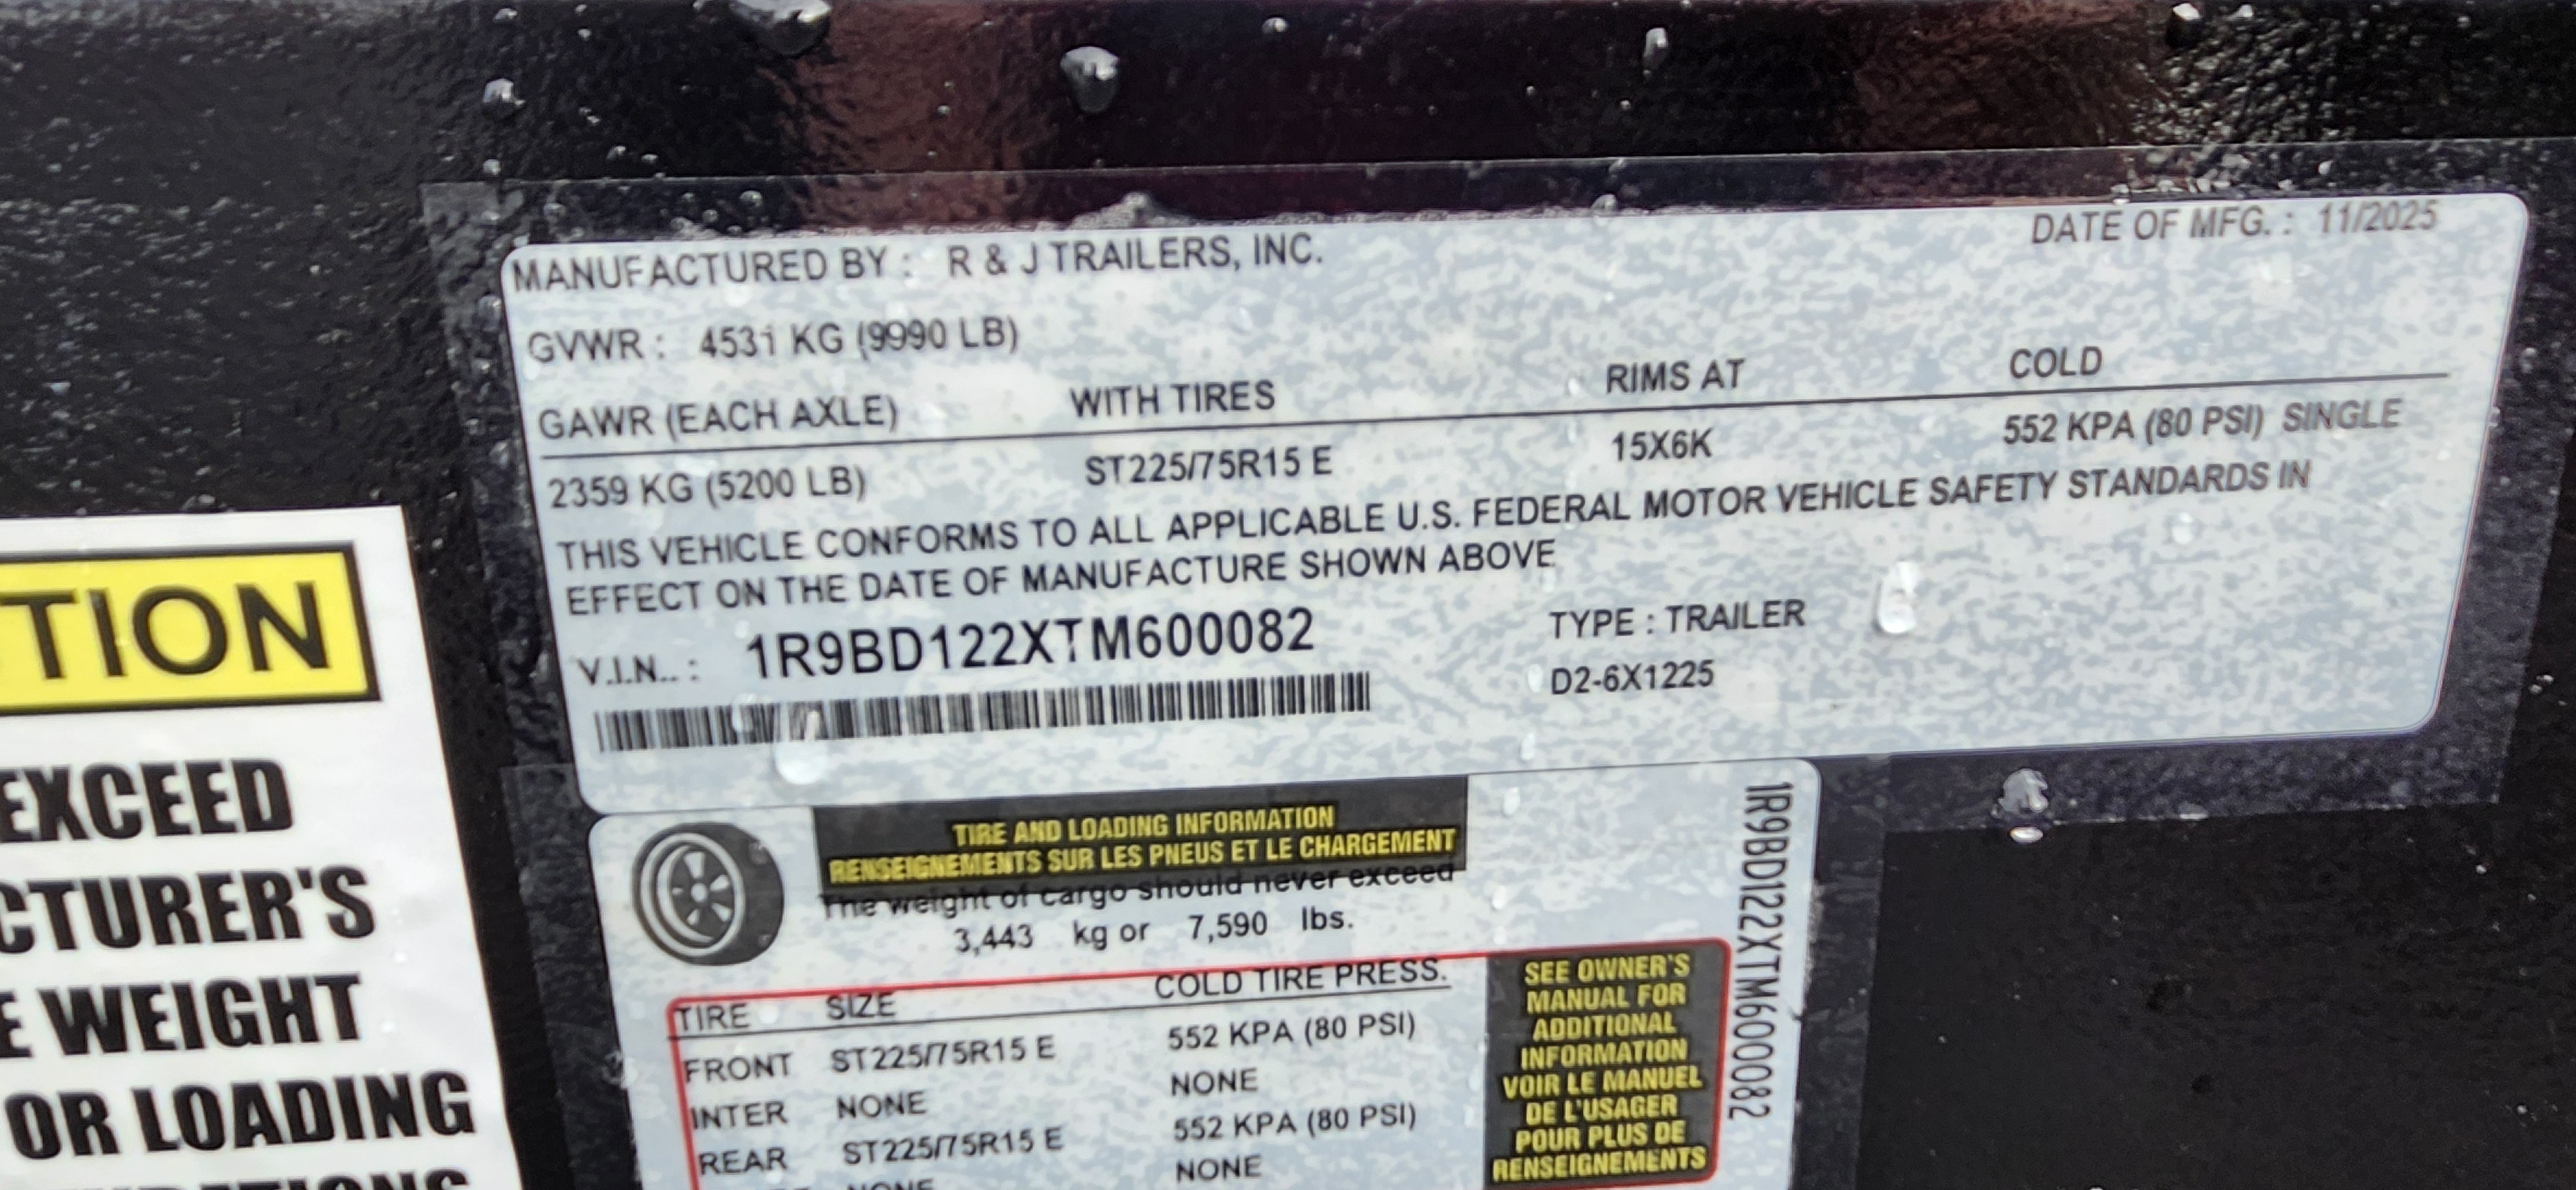 MANUFACTURED BY : R & J TRAILERS, INC.
DATE OF MFG. : 11/2025
GVWR : 4531 KG (9990 LB)
GAWR (EACH AXLE) WITH TIRES RIMS AT COLD
2359 KG (5200 LB) ST225/75R15 E 15X6K 552 KPA (80 PSI) SINGLE
THIS VEHICLE CONFORMS TO ALL APPLICABLE U.S. FEDERAL MOTOR VEHICLE SAFETY STANDARDS IN
EFFECT ON THE DATE OF MANUFACTURE SHOWN ABOVE
V.I.N.. : 1R9BD122XTM600082
TYPE : TRAILER
D2-6X1225
TION
EXCEED
CTURER'S
E WEIGHT
OR LOADING
TIRE AND LOADING INFORMATION
RENSEIGNEMENTS SUR LES PNEUS ET LE CHARGEMENT
The weight of cargo should never exceed
3,443 kg or 7,590 lbs.
TIRE SIZE COLD TIRE PRESS.
FRONT ST225/75R15 E 552 KPA (80 PSI)
INTER NONE NONE
REAR ST225/75R15 E 552 KPA (80 PSI)
NONE NONE
SEE OWNER'S
MANUAL FOR
ADDITIONAL
INFORMATION
VOIR LE MANUEL
DE L'USAGER
POUR PLUS DE
RENSEIGNEMENTS
1R9BD122XTM600082